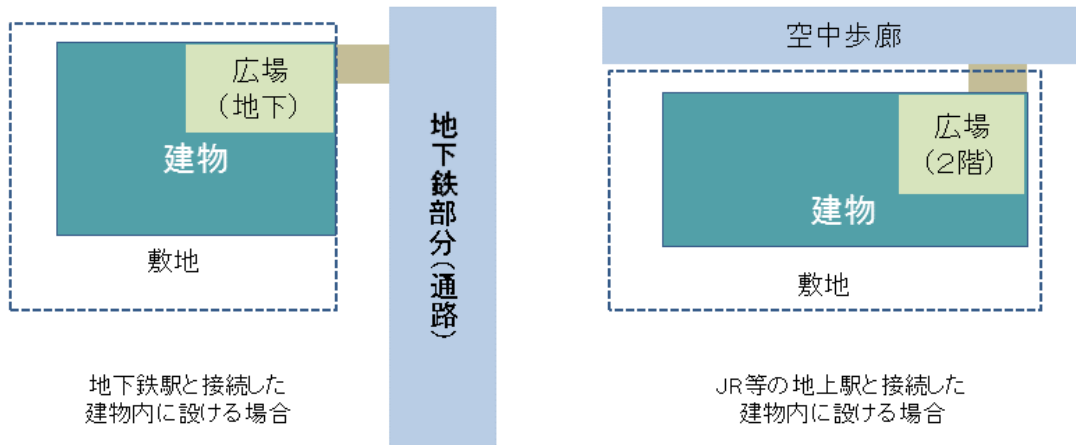 広場
(地下)
建物
敷地
地下鉄部分(通路)
地下鉄駅と接続した
建物内に設ける場合
空中歩廊
広場
(2階)
建物
敷地
JR等の地上駅と接続した
建物内に設ける場合